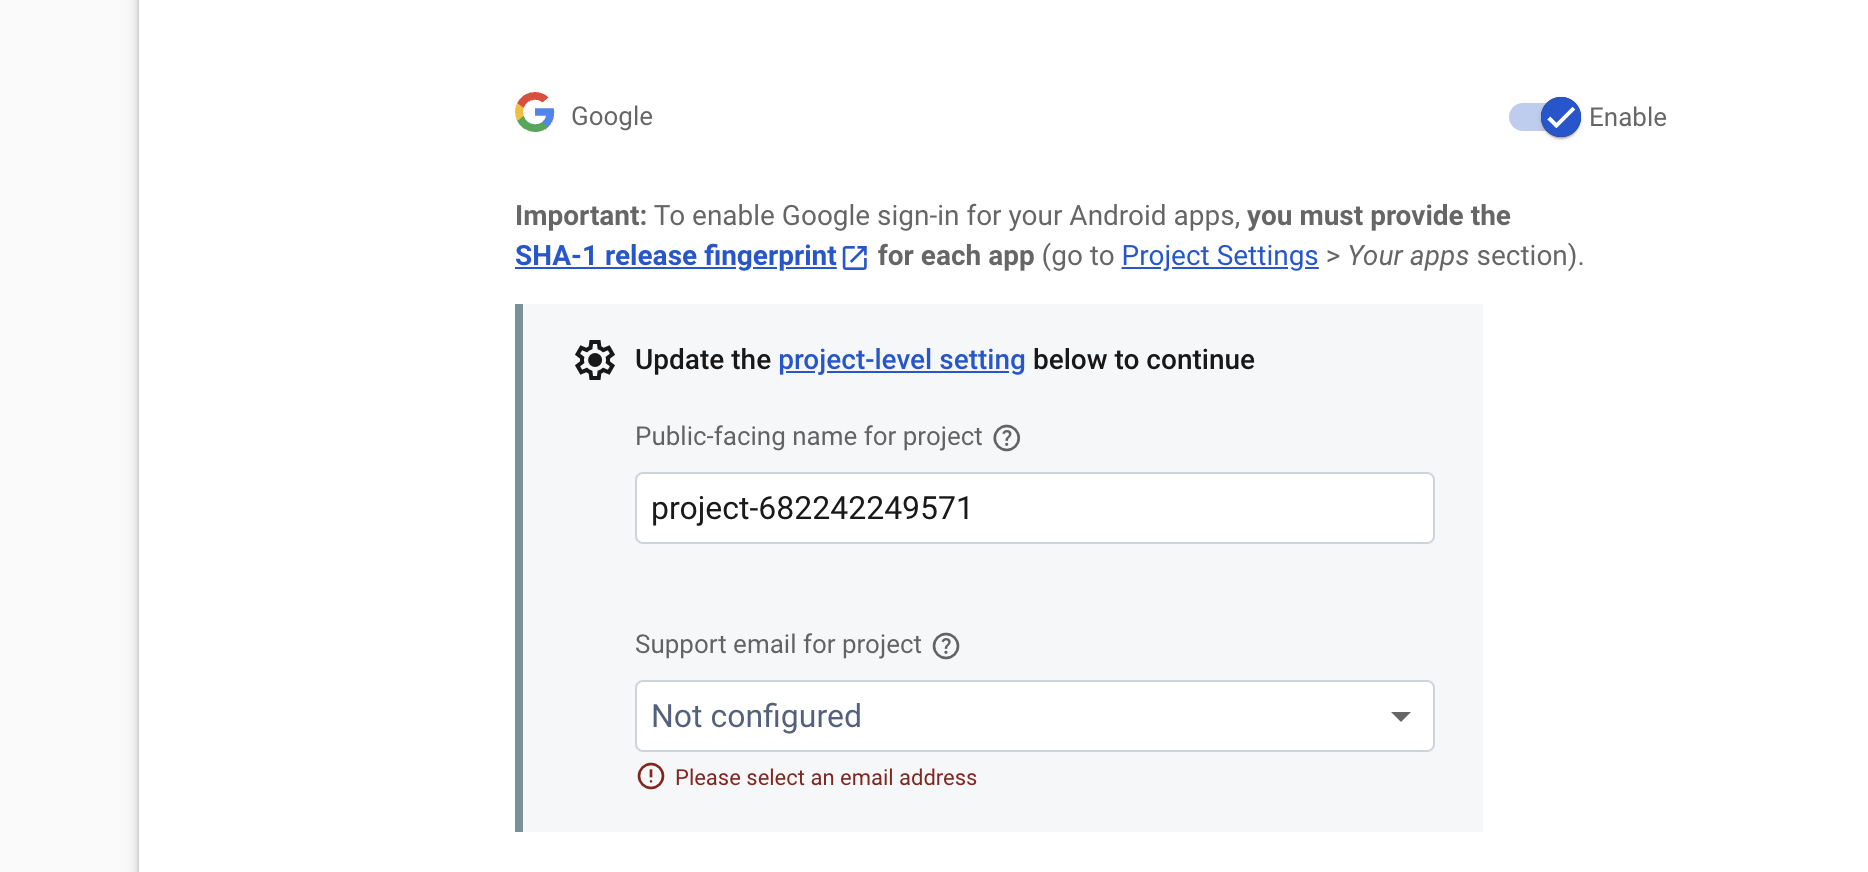 Google
Enable
Important: To enable Google sign-in for your Android apps, you must provide the
SHA-1 release fingerprint for each app (go to Project Settings > Your apps section).
Update the project-level setting below to continue
Public-facing name for project
project-682242249571
Support email for project
Not configured
Please select an email address